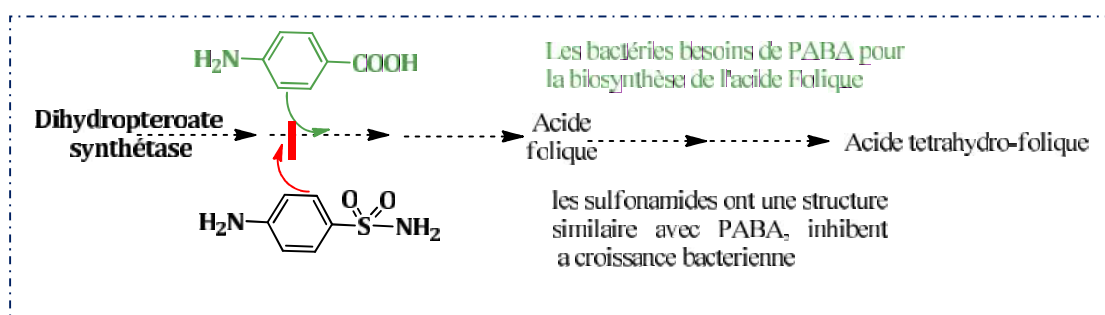 H₂N
COOH
Les bactéries besoins de PABA pour
la biosynthèse de l'acide Folique
Dihydropteroate
synthétase
Acide
folique
Acide tetrahydro-folique
H₂N
O O
S
NH₂
les sulfonamides ont une structure
similaire avec PABA, inhibent
a croissance bacterienne